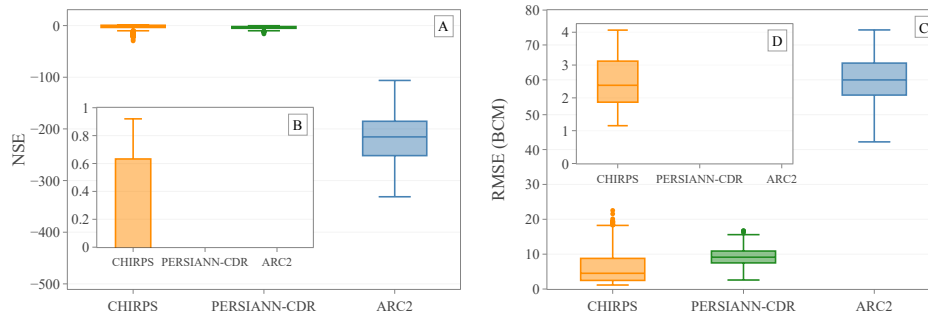 A
NSE
0
−100
−200
−300
−400
−500
CHIRPS
PERSIANN-CDR
ARC2
B
1
0.8
0.6
0.4
0.2
0
CHIRPS
PERSIANN-CDR
ARC2
C
RMSE (BCM)
80
70
60
50
40
30
20
10
0
CHIRPS
PERSIANN-CDR
ARC2
D
4
3
2
1
0
CHIRPS
PERSIANN-CDR
ARC2